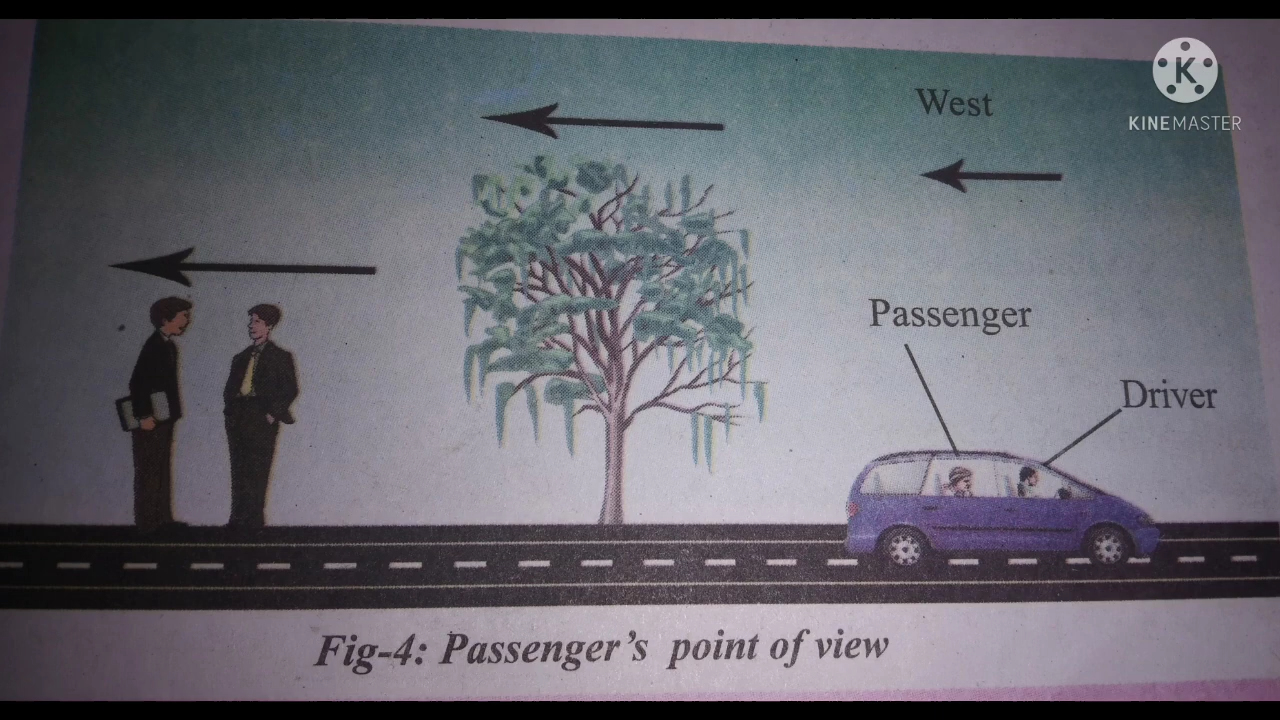 West
K
KINEMASTER
Passenger
Driver
Fig-4: Passenger's point of view